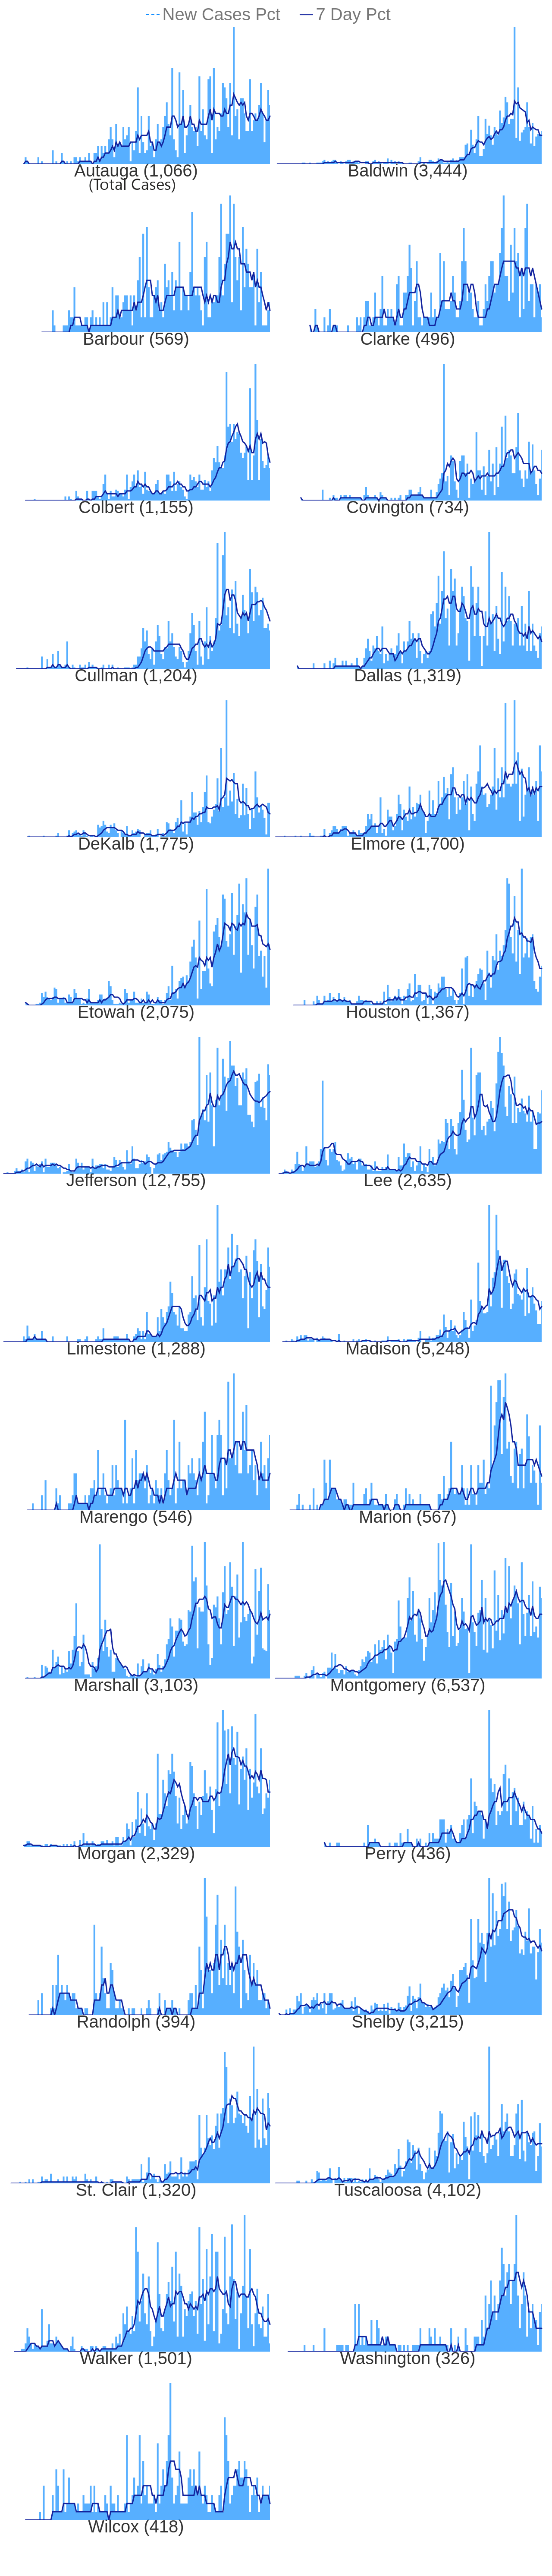 New Cases Pct 7 Day Pct
Autauga (1,066) Baldwin (3,444)
(Total Cases)
Barbour (569) Clarke (496)
Colbert (1,155) Covington (734)
Cullman (1,204) Dallas (1,319)
DeKalb (1,775) Elmore (1,700)
Etowah (2,075) Houston (1,367)
Jefferson (12,755) Lee (2,635)
Limestone (1,288) Madison (5,248)
Marengo (546) Marion (567)
Marshall (3,103) Montgomery (6,537)
Morgan (2,329) Perry (436)
Randolph (394) Shelby (3,215)
St. Clair (1,320) Tuscaloosa (4,102)
Walker (1,501) Washington (326)
Wilcox (418)